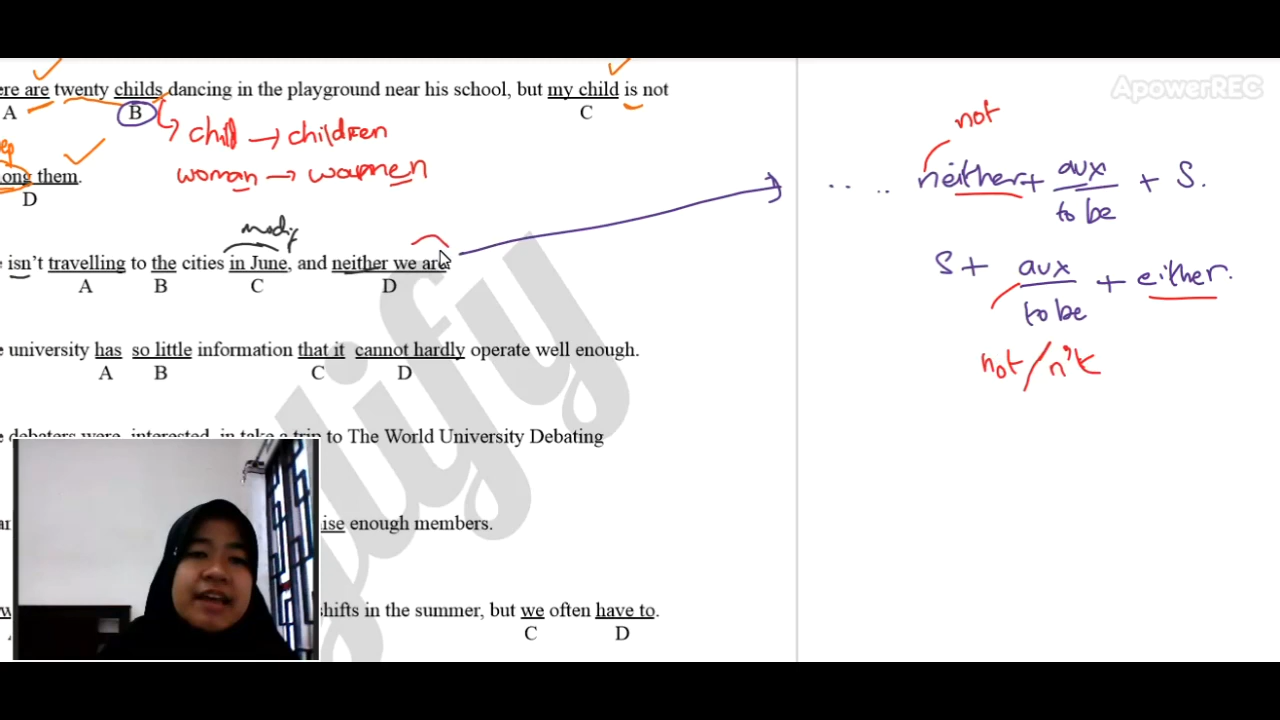 ApowerREC
ere are twenty childs dancing in the playground near his school, but my child is not
A B C
chil → children
ong them.
D
woman → women
modif
isn't travelling to the cities in June, and neither we are
A B C D
e university has so little information that it cannot hardly operate well enough.
A B C D
debaters were interested in take a trip to The World University Debating
ise enough members.
shifts in the summer, but we often have to.
C D
not
.. .. neither + aux + S.
to be
S + aux + either.
to be
not/n't
dify